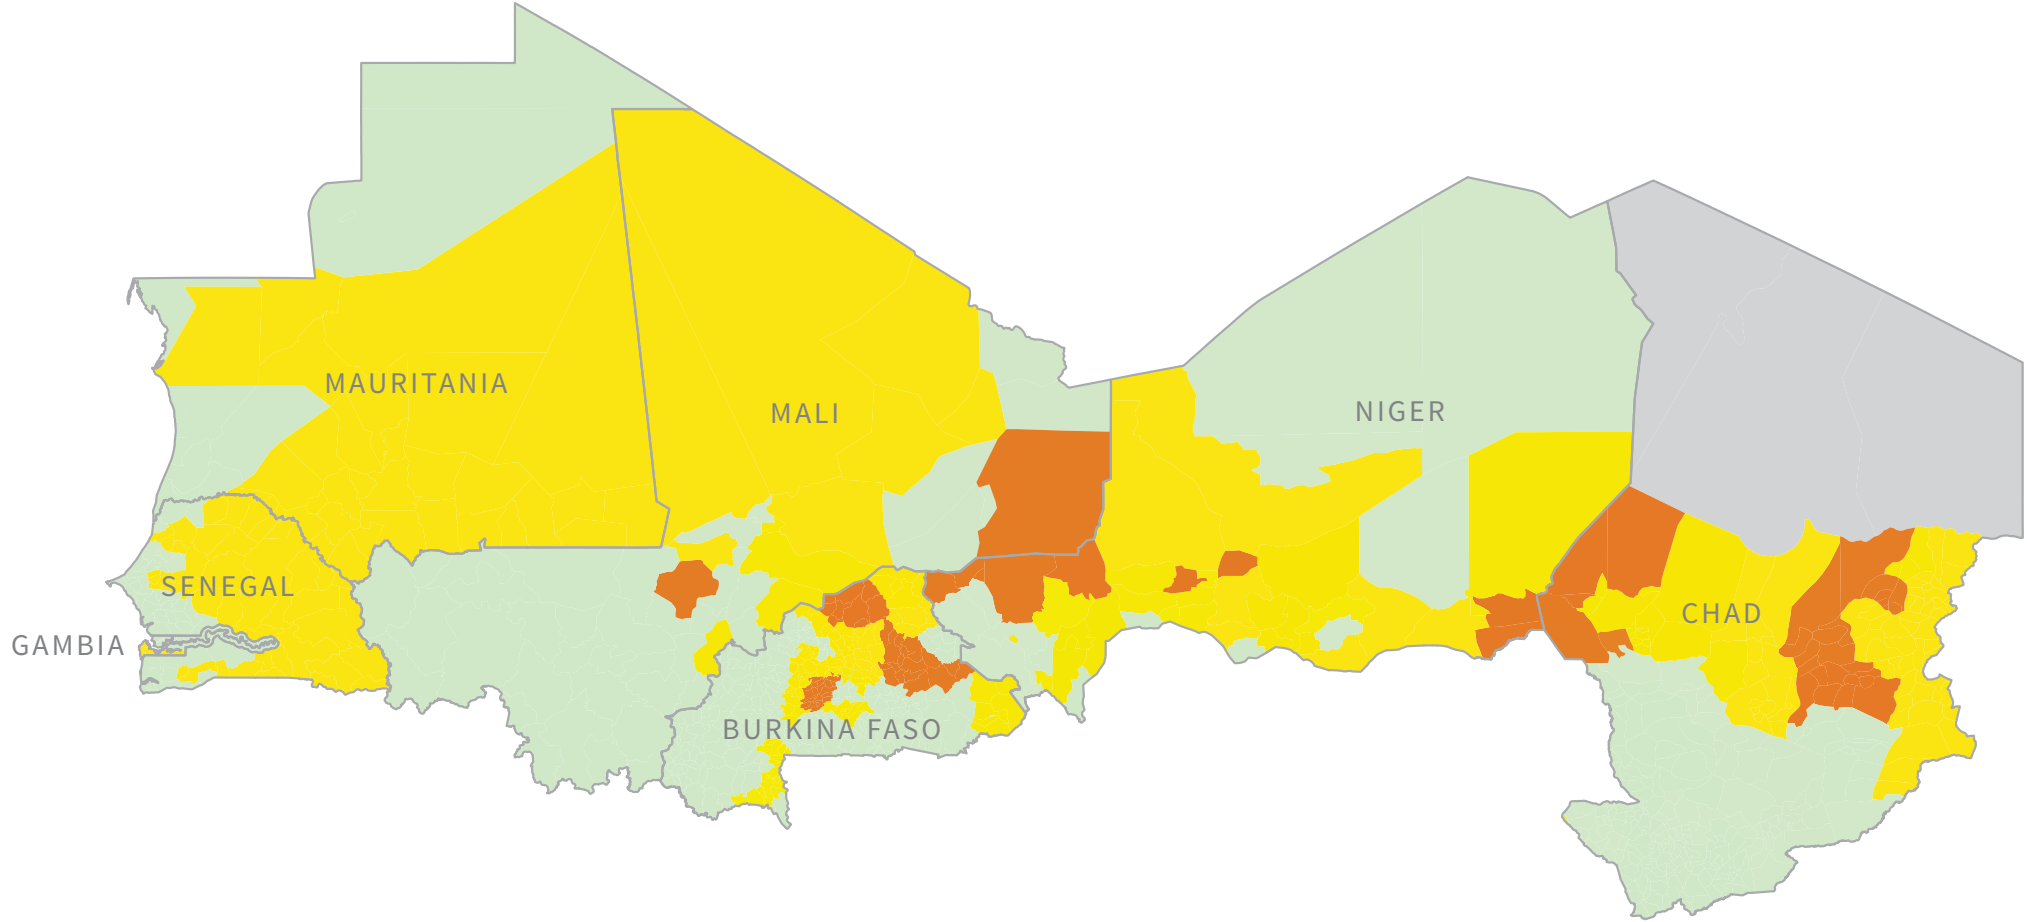 MAURITANIA
MALI
NIGER
SENEGAL
CHAD
GAMBIA
BURKINA FASO